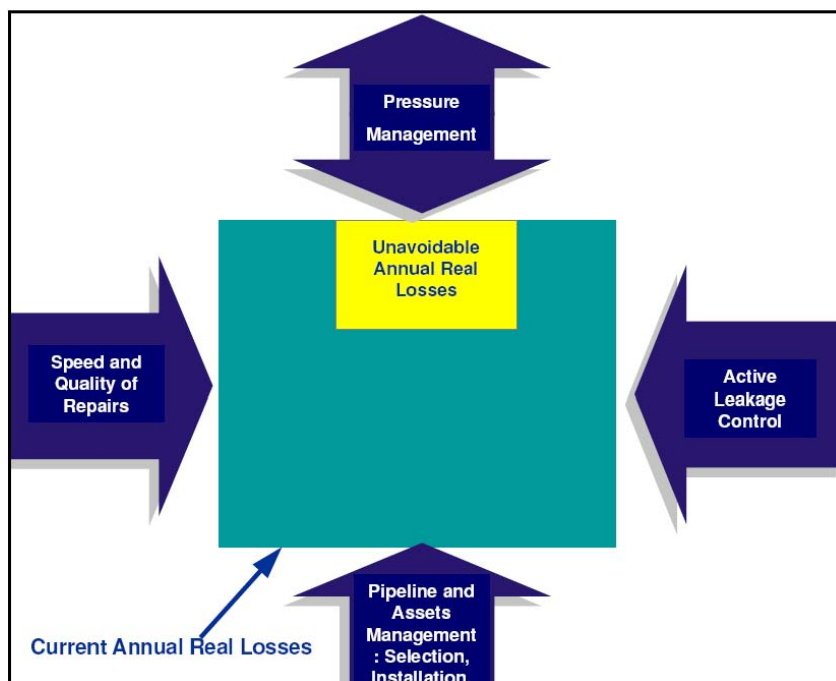 Pressure
Management
Unavoidable
Annual Real
Losses
Speed and
Quality of
Repairs
Active
Leakage
Control
Pipeline and
Assets
Management
: Selection,
Installation,
Current Annual Real Losses